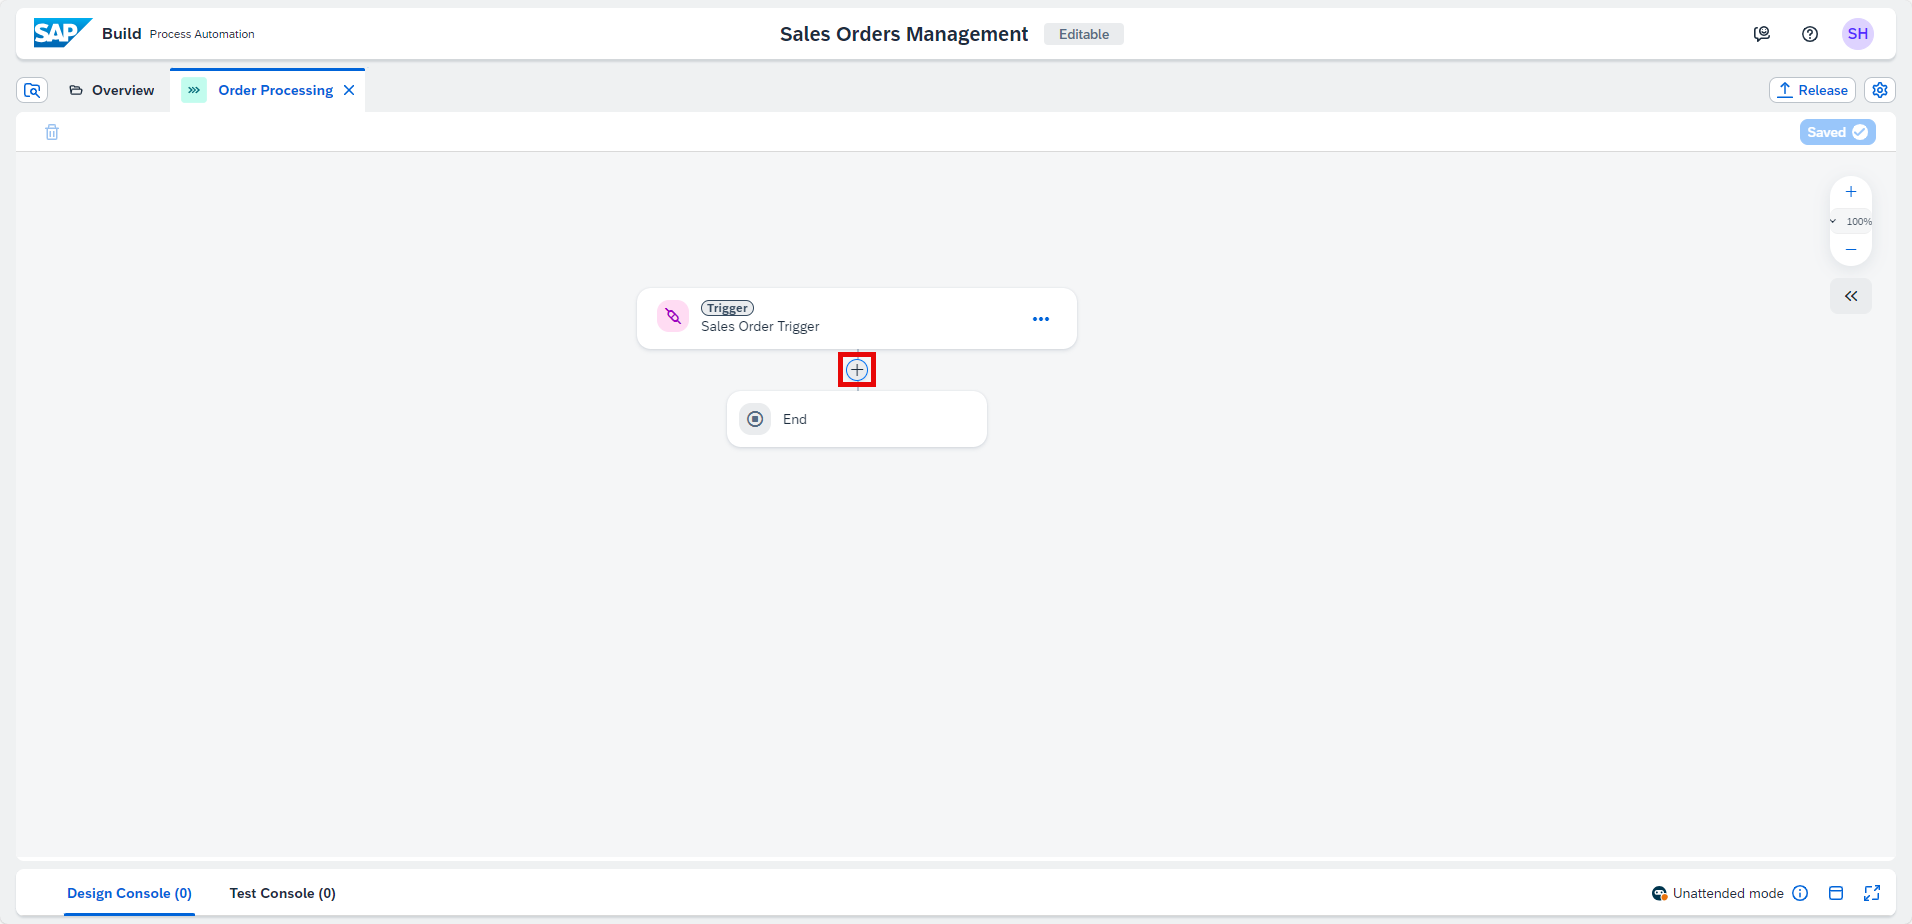 SAP Build Process Automation
Sales Orders Management Editable
SH
Overview
Order Processing
Release
Saved
100%
Trigger
Sales Order Trigger
End
Design Console (0)
Test Console (0)
Unattended mode